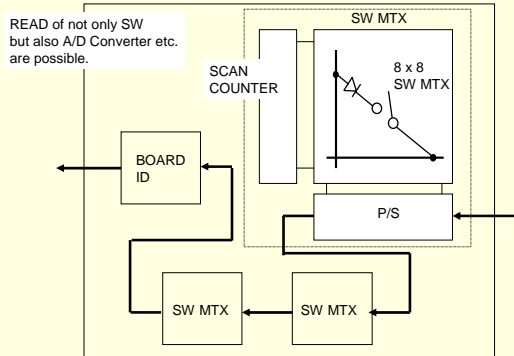 READ of not only SW
but also A/D Converter etc.
are possible.
SW MTX
SCAN
COUNTER
8 x 8
SW MTX
BOARD
ID
P/S
SW MTX
SW MTX